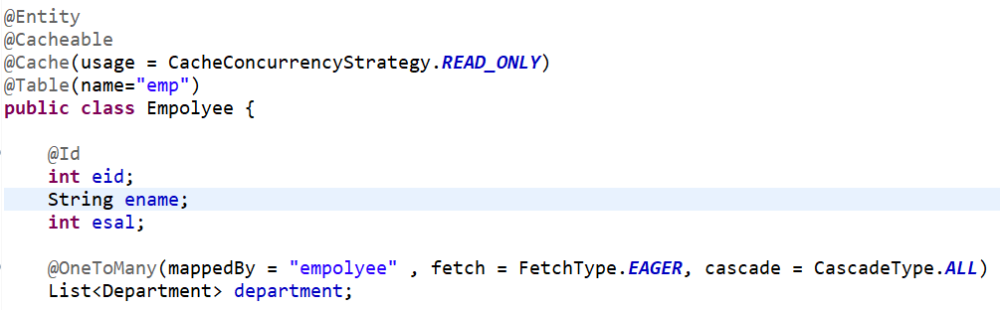 @Entity
@Cacheable
@Cache(usage = CacheConcurrencyStrategy.READ_ONLY)
@Table(name="emp")
public class Empolyee {
@Id
int eid;
String ename;
int esal;
@OneToMany(mappedBy = "empolyee" , fetch = FetchType.EAGER, cascade = CascadeType.ALL)
List<Department> department;